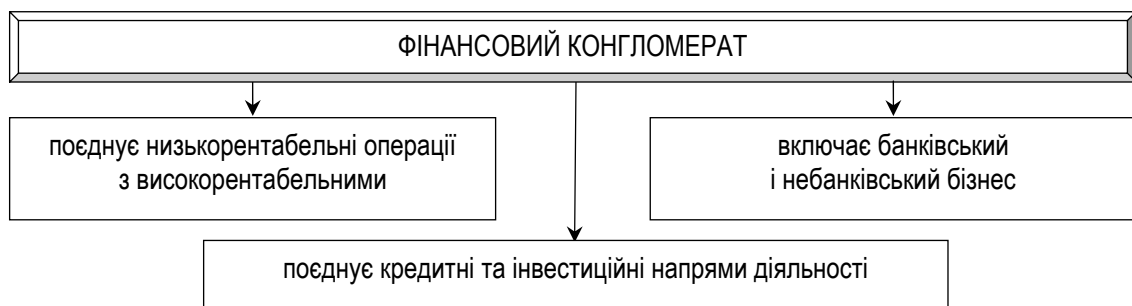 ФІНАНСОВИЙ КОНГЛОМЕРАТ
поєднує низькорентабельні операції
з високорентабельними
включає банківський
і небанківський бізнес
поєднує кредитні та інвестиційні напрями діяльності